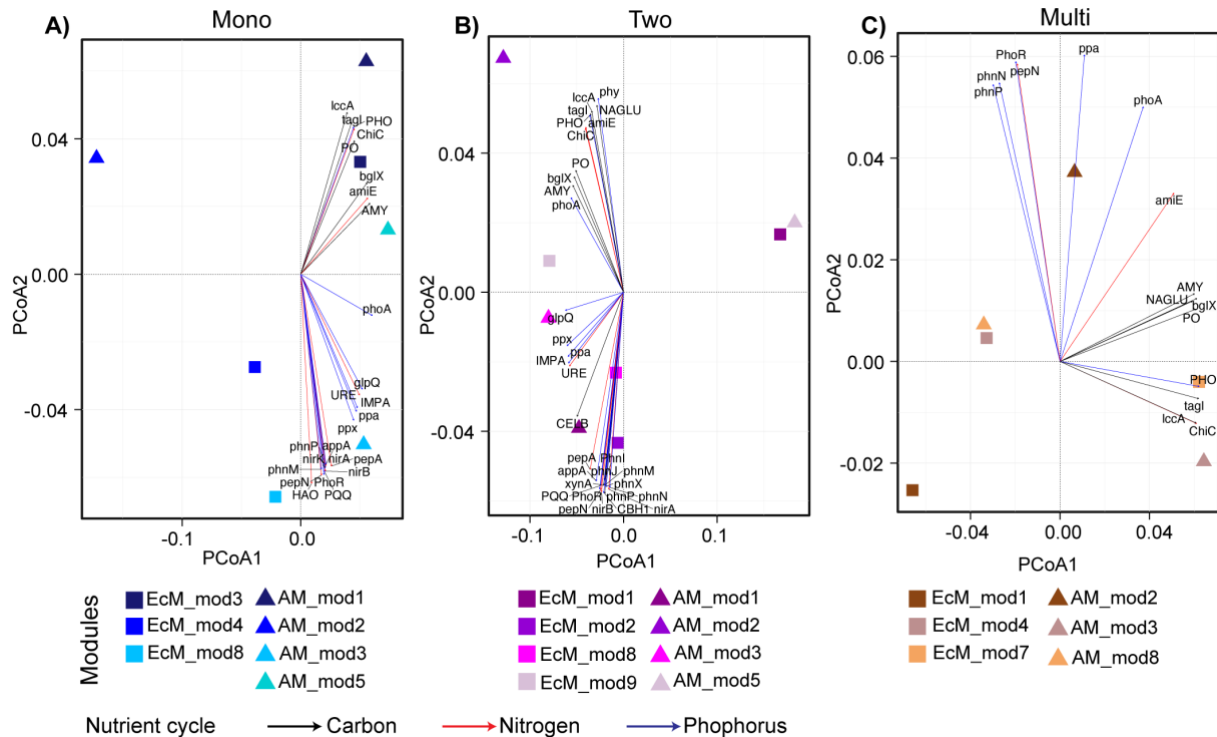 A) Mono
B) Two
C) Multi
PCoA2
0.04
0.00
-0.04
-0.1
0.0
PCoA1
lccA
tagI PHO
ChiC
PO
bglX
amiE
AMY
phoA
glpQ
URE IMPA
ppa
ppx
phnP appA
nirK nirA pepA
phnM nirB
pepN PhoR
HAO PQQ
PCoA2
0.04
0.00
-0.04
-0.1
0.0
0.1
PCoA1
phy
lccA
tagI NAGLU
PHO amiE
ChiC
PO
bglX
AMY
phoA
glpQ
ppx
ppa
IMPA
URE
CELB
pepA PhnI
appA phnJ phnM
xynA phnX
PQQ PhoR phnP phnN
pepN nirB CBH1 nirA
PCoA2
0.06
0.04
0.02
0.00
-0.02
-0.04
0.00
0.04
PCoA1
PhoR ppa
phnN pepN
phnP
phoA
amiE
AMY
NAGLU
bglX
PO
PHO
tagI
lccA
ChiC
Modules
EcM_mod3 AM_mod1
EcM_mod4 AM_mod2
EcM_mod8 AM_mod3
AM_mod5
EcM_mod1 AM_mod1
EcM_mod2 AM_mod2
EcM_mod8 AM_mod3
EcM_mod9 AM_mod5
EcM_mod1 AM_mod2
EcM_mod4 AM_mod3
EcM_mod7 AM_mod8
Nutrient cycle Carbon Nitrogen Phophorus